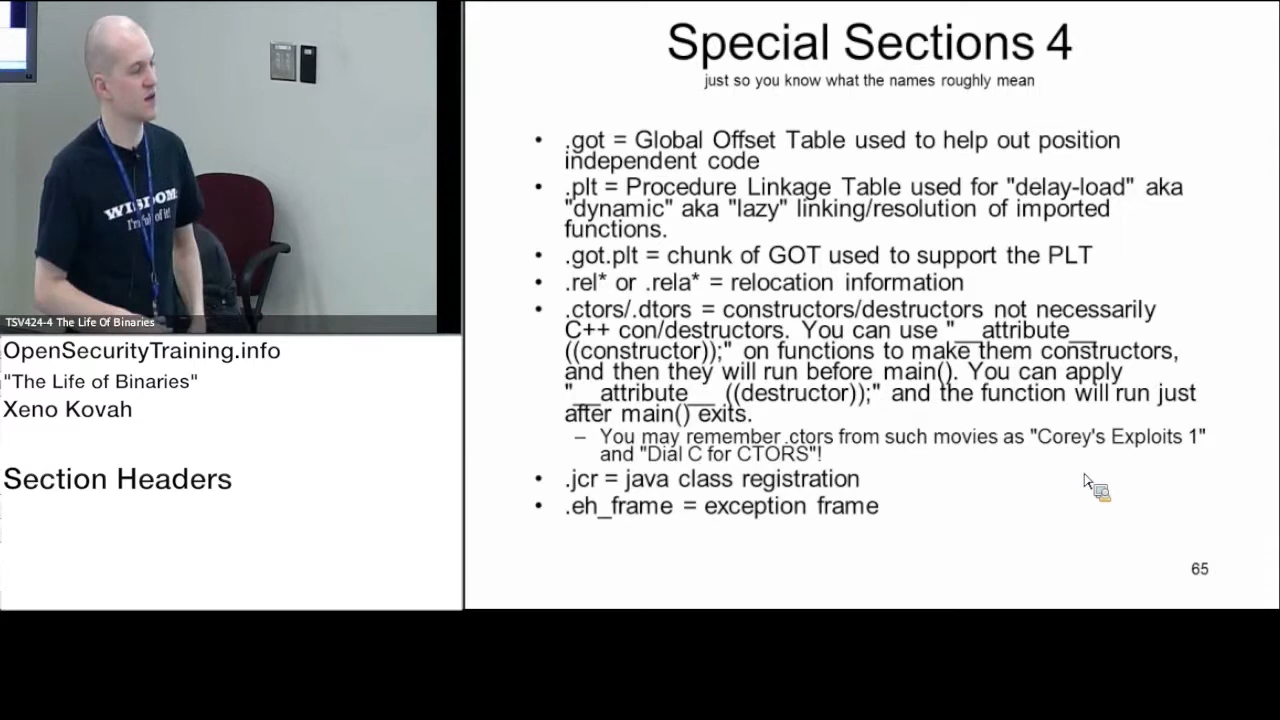 Special Sections 4
just so you know what the names roughly mean
• .got = Global Offset Table used to help out position
independent code
• .plt = Procedure Linkage Table used for "delay-load" aka
"dynamic" aka "lazy" linking/resolution of imported
functions.
• .got.plt = chunk of GOT used to support the PLT
• .rel* or .rela* = relocation information
• .ctors/.dtors = constructors/destructors not necessarily
C++ con/destructors. You can use "__attribute__
((constructor));" on functions to make them constructors,
and then they will run before main(). You can apply
"__attribute__ ((destructor));" and the function will run just
after main() exits.
– You may remember .ctors from such movies as "Corey's Exploits 1"
and "Dial C for CTORS"!
• .jcr = java class registration
• .eh_frame = exception frame
65
WISDOM
I'm full of it!
TSV424-4 The Life Of Binaries
OpenSecurityTraining.info
"The Life of Binaries"
Xeno Kovah
Section Headers